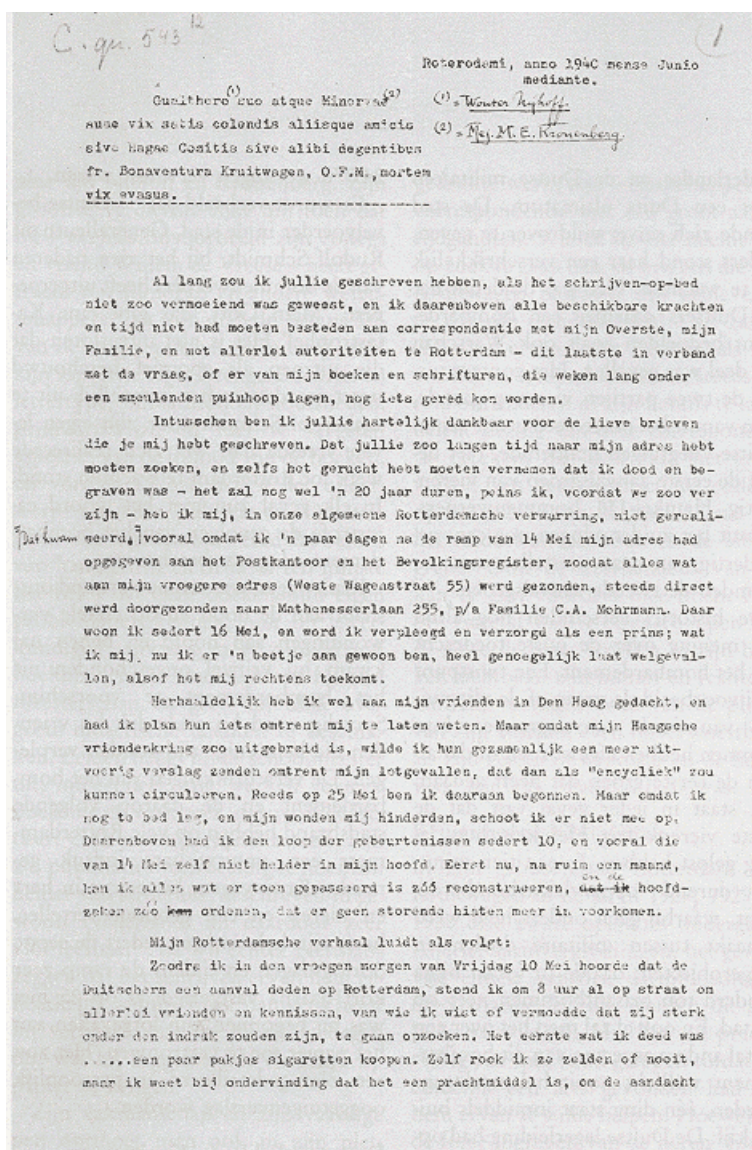 C. qu. 543 12
1
Roterodami, anno 1940 mense Junio
mediante.
Gualthero (1) suo atque Minervae (2)
suae vix satis colendis aliisque amicis
sive Hagae Comitis sive alibi degentibus
fr. Bonaventura Kruitwagen, O.F.M., mortem
vix evasus.
(1) = Wouter Nyhoff.
(2) = Mej. M. E. Kronenberg.
Al lang zou ik jullie geschreven hebben, als het schrijven-op-bed
niet zoo vermoeiend was geweest, en ik daarenboven alle beschikbare krachten
en tijd niet had moeten besteden aan correspondentie met mijn Overste, mijn
Familie, en met allerlei autoriteiten te Rotterdam - dit laatste in verband
met de vraag, of er van mijn boeken en schrifturen, die weken lang onder
een smeulenden puinhoop lagen, nog iets gered kon worden.
Intusschen ben ik jullie hartelijk dankbaar voor de lieve brieven
die je mij hebt geschreven. Dat jullie zoo langen tijd naar mijn adres hebt
moeten zoeken, en zelfs het gerucht hebt moeten vernemen dat ik dood en be-
graven was - het zal nog wel 'n 20 jaar duren, peins ik, voordat we zoo ver
zijn - heb ik mij, in onze algemeene Rotterdamsche verwarring, niet gereali-
seerd, vooral omdat ik 'n paar dagen na de ramp van 14 Mei mijn adres had
Dat kwam
opgegeven aan het Postkantoor en het Bevolkingsregister, zoodat alles wat
aan mijn vroegere adres (Weste Wagenstraat 55) werd gezonden, steeds direct
werd doorgezonden naar Mathenesserlaan 255, p/a Familie C.A. Mohrmann. Daar
woon ik sedert 16 Mei, en word ik verpleegd en verzorgd als een prins; wat
ik mij, nu ik er 'n beetje aan gewoon ben, heel genoegelijk laat welgeval-
len, alsof het mij rechtens toekomt.
Herhaaldelijk heb ik wel aan mijn vrienden in Den Haag gedacht, en
had ik plan hun iets omtrent mij te laten weten. Maar omdat mijn Haagsche
vriendenkring zoo uitgebreid is, wilde ik hun gezamenlijk een meer uit-
voerig verslag zenden omtrent mijn lotgevallen, dat dan als "encycliek" zou
kunnen circuleeren. Reeds op 25 Mei ben ik daaraan begonnen. Maar omdat ik
nog te bed lag, en mijn wonden mij hinderden, schoot ik er niet mee op.
Daarenboven had ik den loop der gebeurtenissen sedert 10, en vooral die
van 14 Mei zelf niet helder in mijn hoofd. Eerst nu, na ruim een maand,
kan ik alles wat er toen gepasseerd is zóó reconstrueeren, dat ik en de hoofd-
zaken zóó kan ordenen, dat er geen storende hiaten meer in voorkomen.
Mijn Rotterdamsche verhaal luidt als volgt:
Zoodra ik in den vroegen morgen van Vrijdag 10 Mei hoorde dat de
Duitschers een aanval deden op Rotterdam, stond ik om 8 uur al op straat om
allerlei vrienden en kennissen, van wie ik wist of vermoedde dat zij sterk
onder den indruk zouden zijn, te gaan opzoeken. Het eerste wat ik deed was
......een paar pakjes sigaretten koopen. Zelf rook ik ze zelden of nooit,
maar ik weet bij ondervinding dat het een prachtmiddel is, om de aandacht